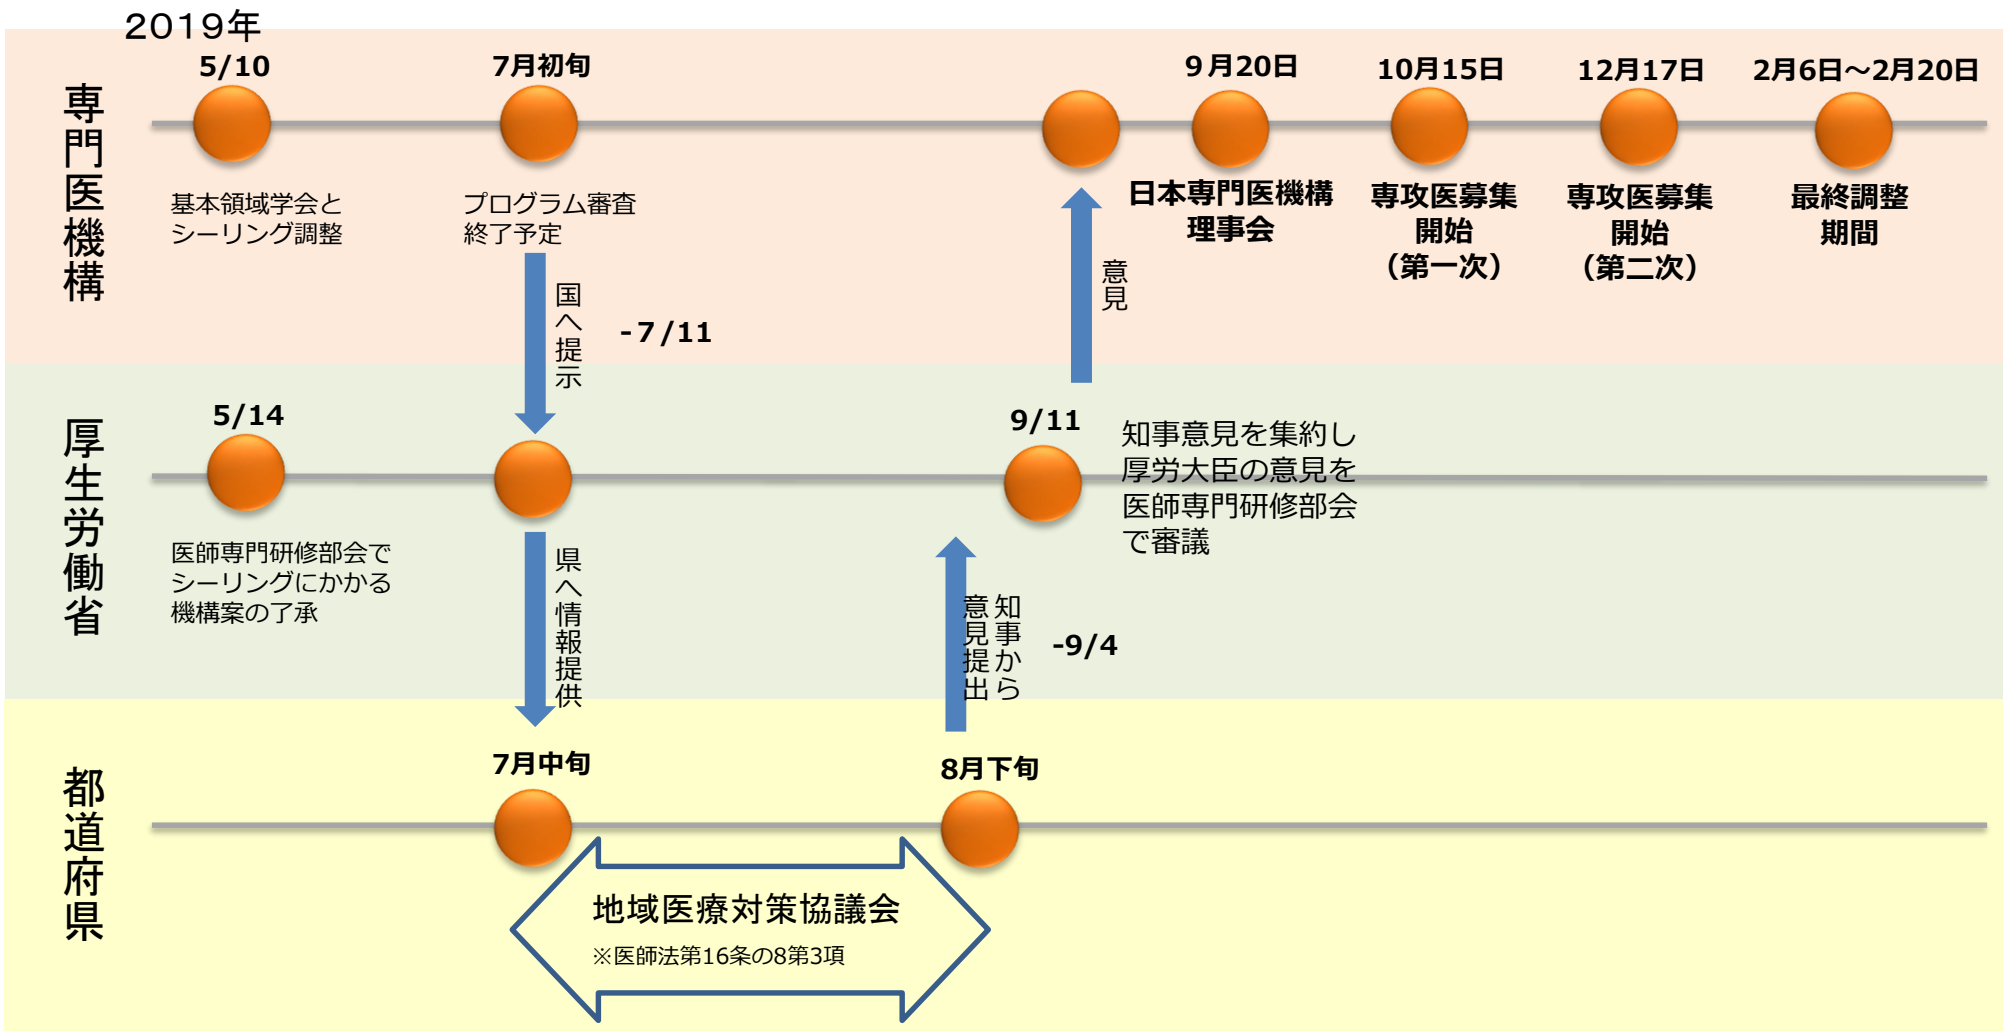 2019年
専門医機構
5/10
7月初旬
9月20日
10月15日
12月17日
2月6日～2月20日
基本領域学会と
シーリング調整
プログラム審査
終了予定
日本専門医機構
理事会
専攻医募集
開始
（第一次）
専攻医募集
開始
（第二次）
最終調整
期間
国へ提示
-７/11
意見
厚生労働省
5/14
9/11
知事意見を集約し
厚労大臣の意見を
医師専門研修部会
で審議
医師専門研修部会で
シーリングにかかる
機構案の了承
県へ情報提供
知事から
意見提出
-9/4
都道府県
7月中旬
8月下旬
地域医療対策協議会
※医師法第16条の8第3項